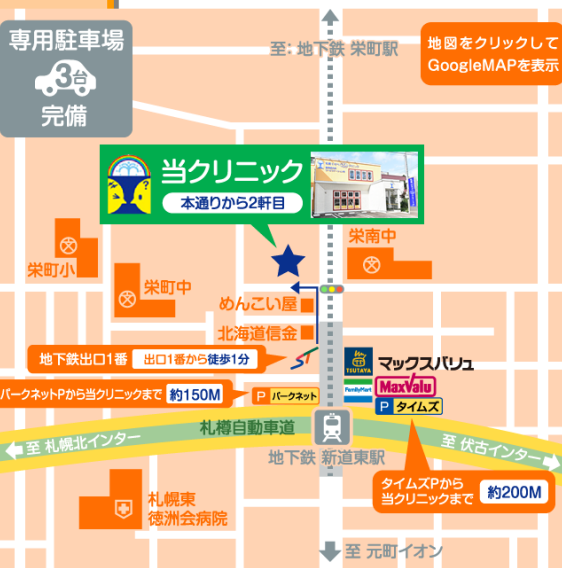 専用駐車場
3台
完備
至:地下鉄 栄町駅
地図をクリックして
GoogleMAPを表示
当クリニック
本通りから2軒目
栄南中
栄町小
栄町中
めんこい屋
北海道信金
地下鉄出口1番 出口1番から徒歩1分
TSUTAYA
マックスバリュ
FamilyMart
MaxValu
パークネットPから当クリニックまで 約150M
P パークネット
P タイムズ
札樽自動車道
至 札幌北インター
至 伏古インター
地下鉄 新道東駅
タイムズPから
当クリニックまで
約200M
札幌東
徳洲会病院
至 元町イオン